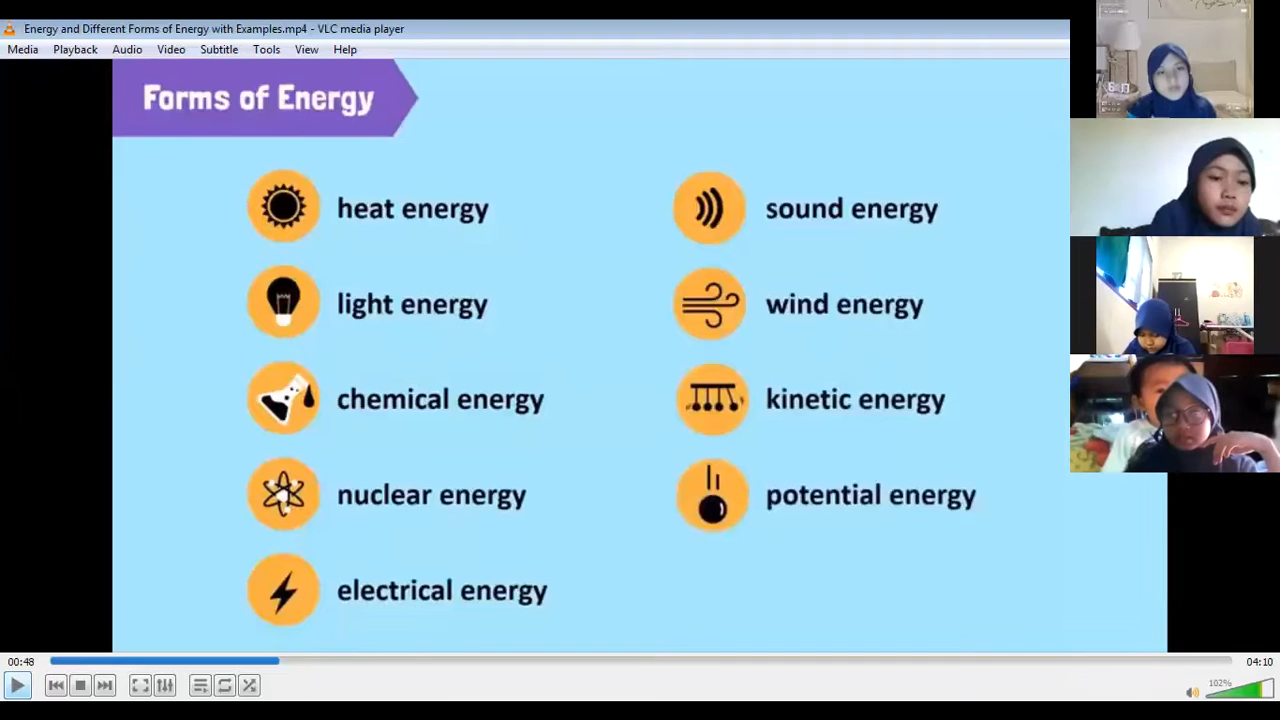 Energy and Different Forms of Energy with Examples.mp4 - VLC media player
Media Playback Audio Video Subtitle Tools View Help
Forms of Energy
heat energy
light energy
chemical energy
nuclear energy
electrical energy
sound energy
wind energy
kinetic energy
potential energy
00:48
04:10
102%